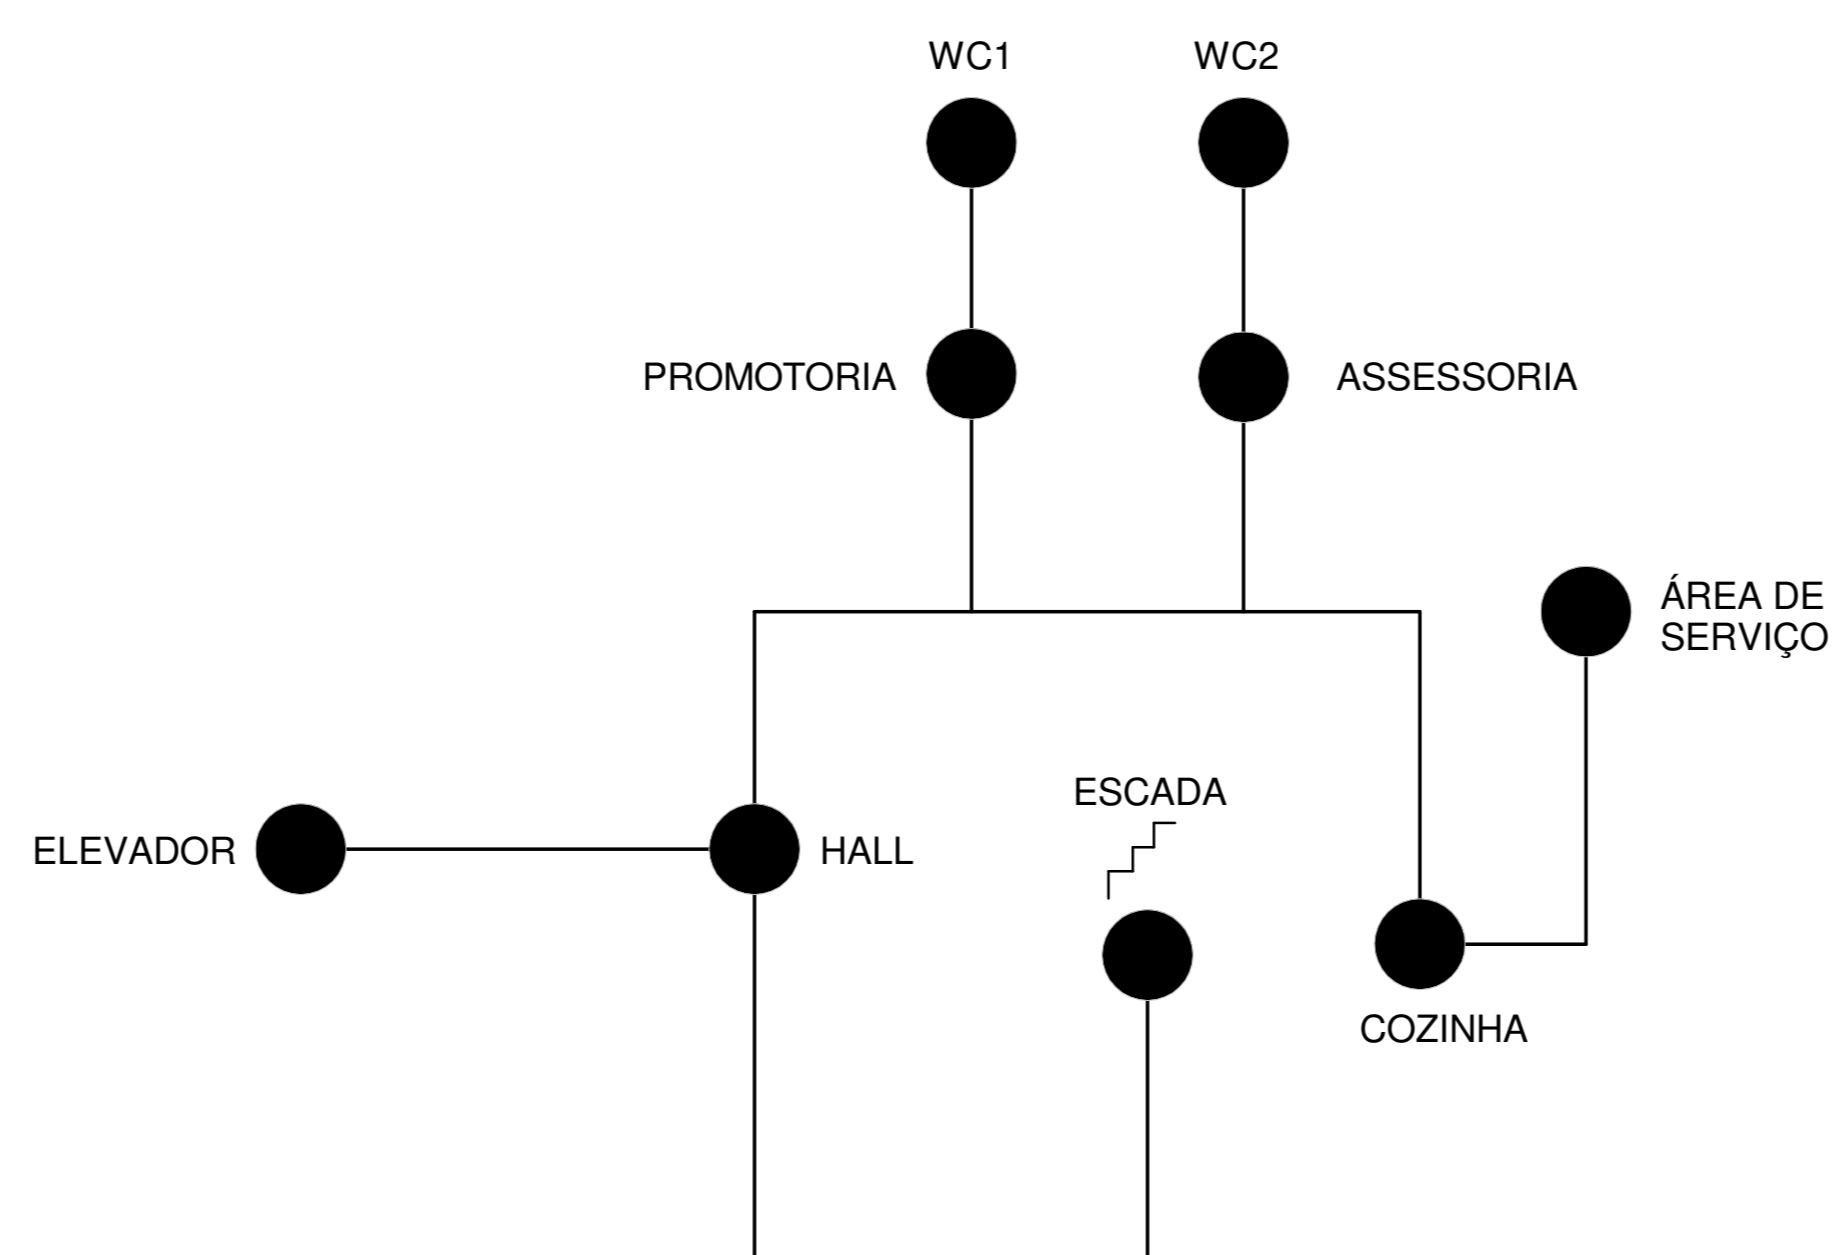 WC1
WC2
PROMOTORIA
ASSESSORIA
ÁREA DE
SERVIÇO
ESCADA
ELEVADOR
HALL
COZINHA